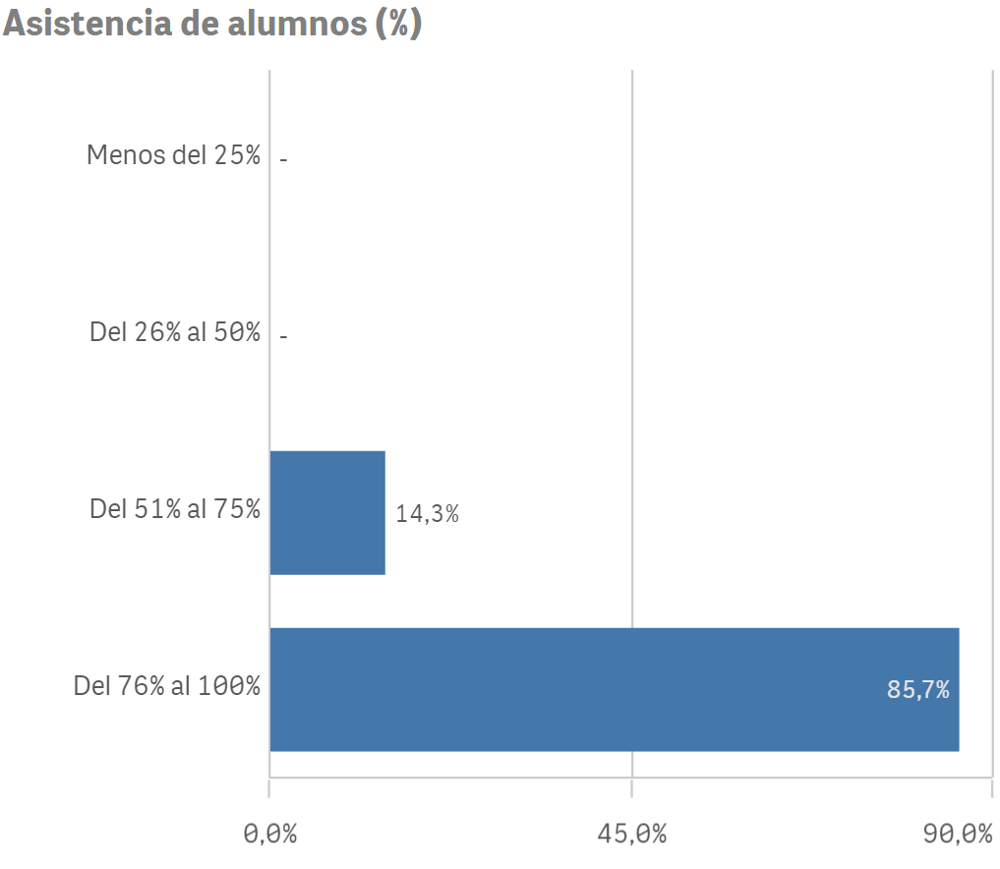 Asistencia de alumnos (%)
Menos del 25% -
Del 26% al 50% -
Del 51% al 75% 14,3%
Del 76% al 100% 85,7%
0,0% 45,0% 90,0%